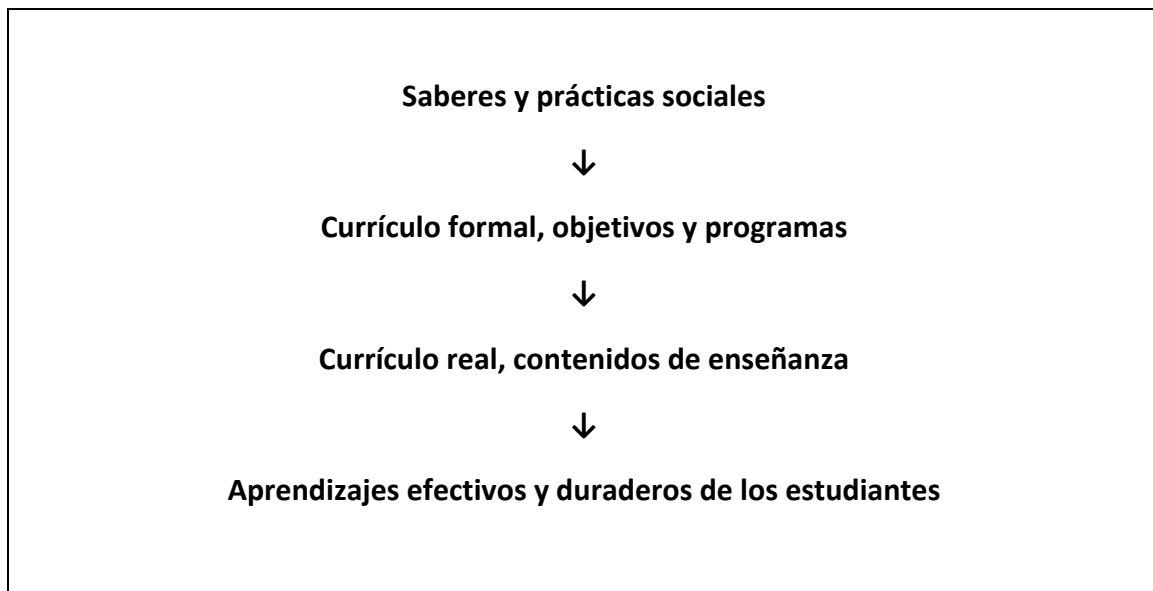 Saberes y prácticas sociales
↓
Currículo formal, objetivos y programas
↓
Currículo real, contenidos de enseñanza
↓
Aprendizajes efectivos y duraderos de los estudiantes